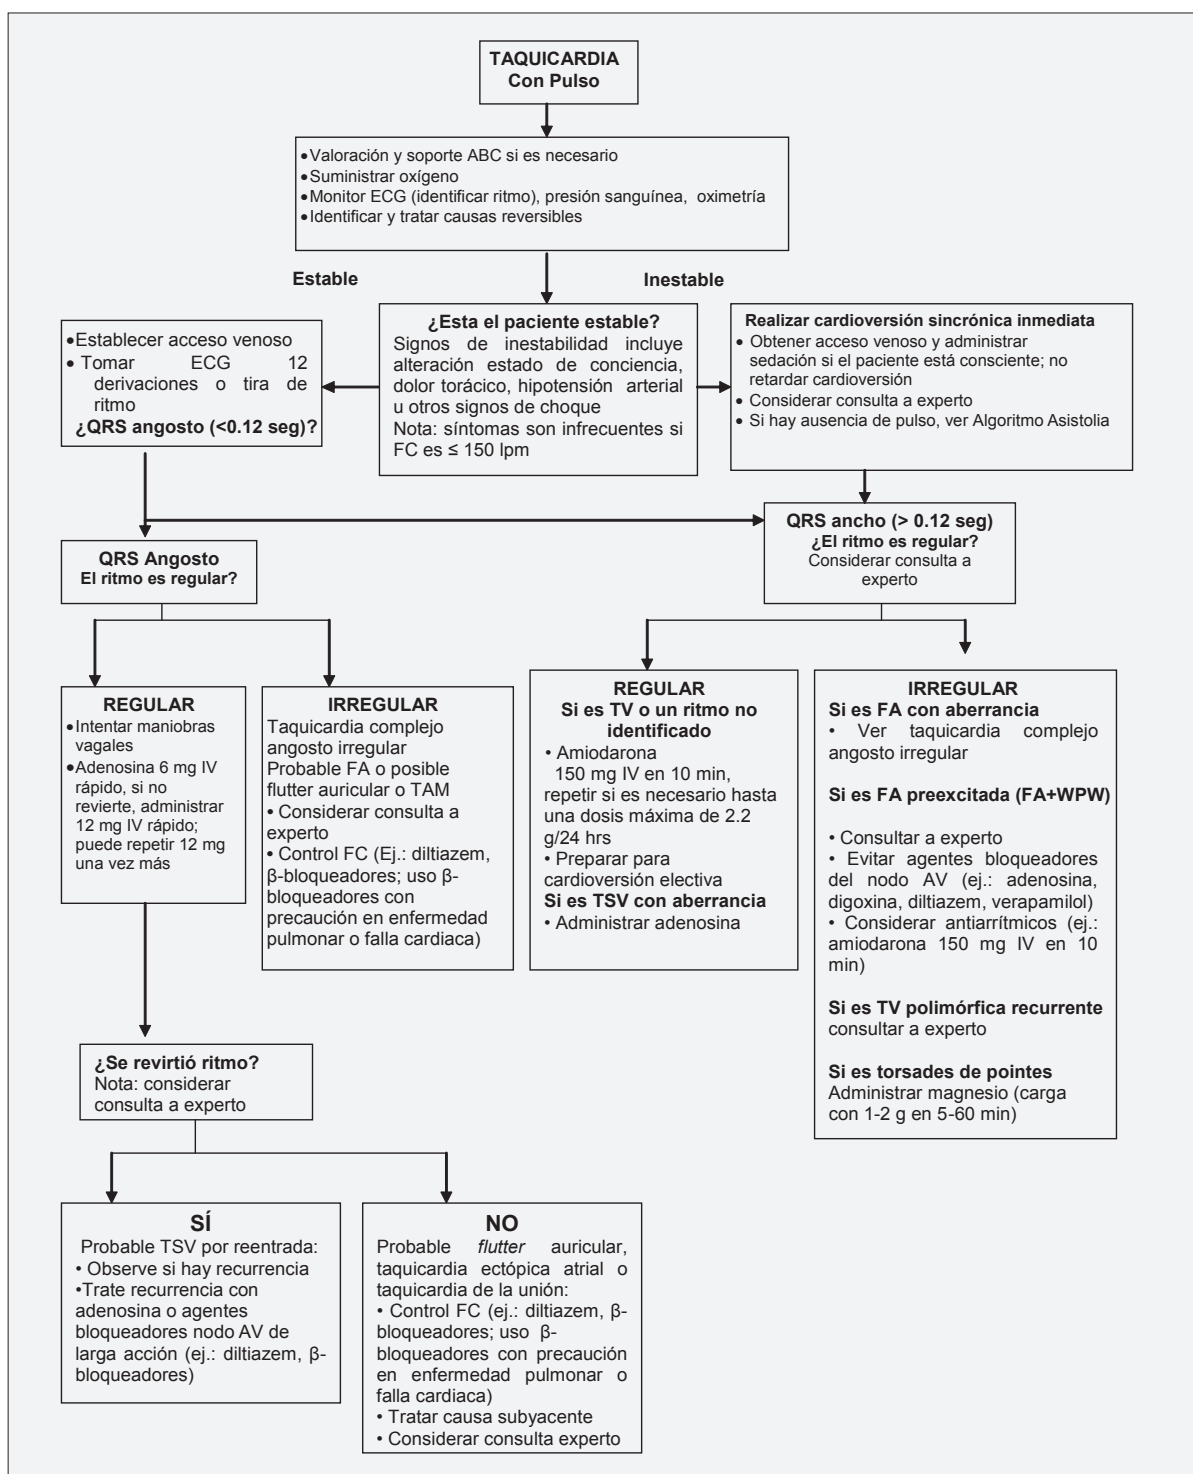 TAQUICARDIA
Con Pulso
•Valoración y soporte ABC si es necesario
•Suministrar oxígeno
•Monitor ECG (identificar ritmo), presión sanguínea, oximetría
•Identificar y tratar causas reversibles
Estable
Inestable
•Establecer acceso venoso
• Tomar ECG 12
derivaciones o tira de
ritmo
¿QRS angosto (<0.12 seg)?
¿Esta el paciente estable?
Signos de inestabilidad incluye
alteración estado de conciencia,
dolor torácico, hipotensión arterial
u otros signos de choque
Nota: síntomas son infrecuentes si
FC es ≤ 150 lpm
Realizar cardioversión sincrónica inmediata
• Obtener acceso venoso y administrar
sedación si el paciente está consciente; no
retardar cardioversión
• Considerar consulta a experto
• Si hay ausencia de pulso, ver Algoritmo Asistolia
QRS Angosto
El ritmo es regular?
QRS ancho (> 0.12 seg)
¿El ritmo es regular?
Considerar consulta a
experto
REGULAR
•Intentar maniobras
vagales
•Adenosina 6 mg IV
rápido, si no
revierte, administrar
12 mg IV rápido;
puede repetir 12 mg
una vez más
IRREGULAR
Taquicardia complejo
angosto irregular
Probable FA o posible
flutter auricular o TAM
• Considerar consulta a
experto
• Control FC (Ej.: diltiazem,
β-bloqueadores; uso β-
bloqueadores con
precaución en enfermedad
pulmonar o falla cardiaca)
REGULAR
Si es TV o un ritmo no
identificado
• Amiodarona
150 mg IV en 10 min,
repetir si es necesario hasta
una dosis máxima de 2.2
g/24 hrs
• Preparar para
cardioversión electiva
Si es TSV con aberrancia
• Administrar adenosina
IRREGULAR
Si es FA con aberrancia
• Ver taquicardia complejo
angosto irregular
Si es FA preexcitada (FA+WPW)
• Consultar a experto
• Evitar agentes bloqueadores
del nodo AV (ej.: adenosina,
digoxina, diltiazem, verapamilol)
• Considerar antiarrítmicos (ej.:
amiodarona 150 mg IV en 10
min)
Si es TV polimórfica recurrente
consultar a experto
Si es torsades de pointes
Administrar magnesio (carga
con 1-2 g en 5-60 min)
¿Se revirtió ritmo?
Nota: considerar
consulta a experto
SÍ
Probable TSV por reentrada:
• Observe si hay recurrencia
•Trate recurrencia con
adenosina o agentes
bloqueadores nodo AV de
larga acción (ej.: diltiazem, β-
bloqueadores)
NO
Probable flutter auricular,
taquicardia ectópica atrial o
taquicardia de la unión:
• Control FC (ej.: diltiazem, β-
bloqueadores; uso β-
bloqueadores con precaución
en enfermedad pulmonar o
falla cardiaca)
• Tratar causa subyacente
• Considerar consulta experto